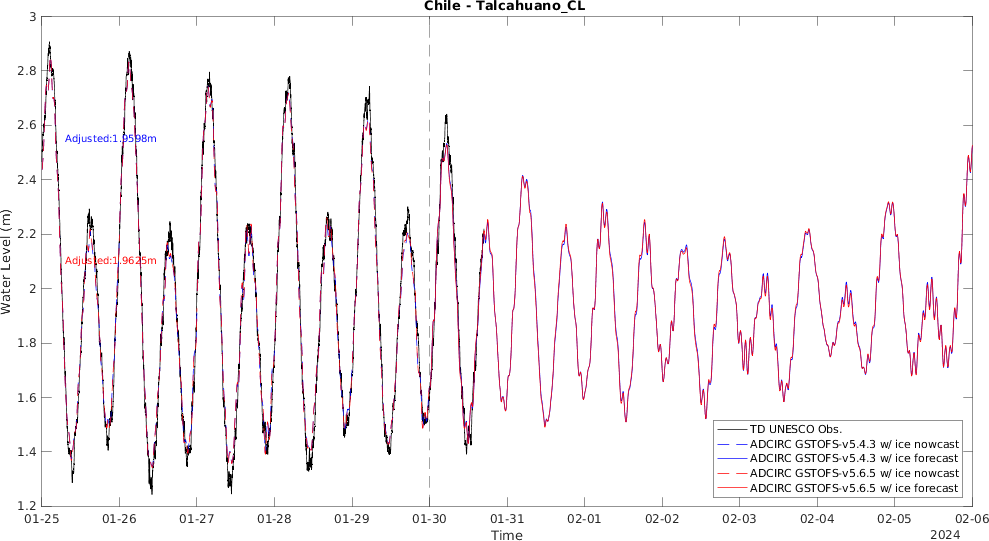 Chile - Talcahuano_CL
3
2.8
2.6
2.4
2.2
2
1.8
1.6
1.4
1.2
Water Level (m)
Adjusted:1.9598m
Adjusted:1.9625m
TD UNESCO Obs.
ADCIRC GSTOFS-v5.4.3 w/ ice nowcast
ADCIRC GSTOFS-v5.4.3 w/ ice forecast
ADCIRC GSTOFS-v5.6.5 w/ ice nowcast
ADCIRC GSTOFS-v5.6.5 w/ ice forecast
01-25 01-26 01-27 01-28 01-29 01-30 01-31 02-01 02-02 02-03 02-04 02-05 02-06
Time
2024